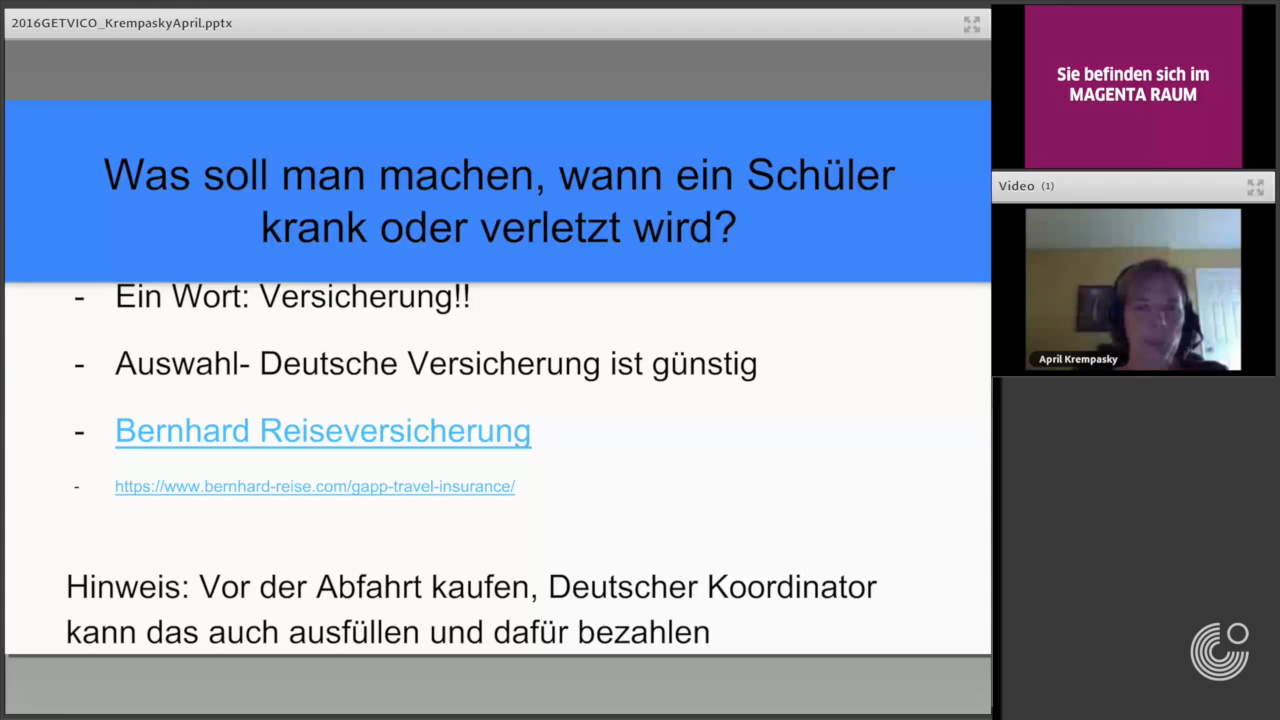 2016GETVICO_KrempaskyApril.pptx
Was soll man machen, wann ein Schüler
krank oder verletzt wird?
- Ein Wort: Versicherung!!
- Auswahl- Deutsche Versicherung ist günstig
- Bernhard Reiseversicherung
- https://www.bernhard-reise.com/gapp-travel-insurance/
Hinweis: Vor der Abfahrt kaufen, Deutscher Koordinator
kann das auch ausfüllen und dafür bezahlen
Sie befinden sich im
MAGENTA RAUM
Video (1)
April Krempasky